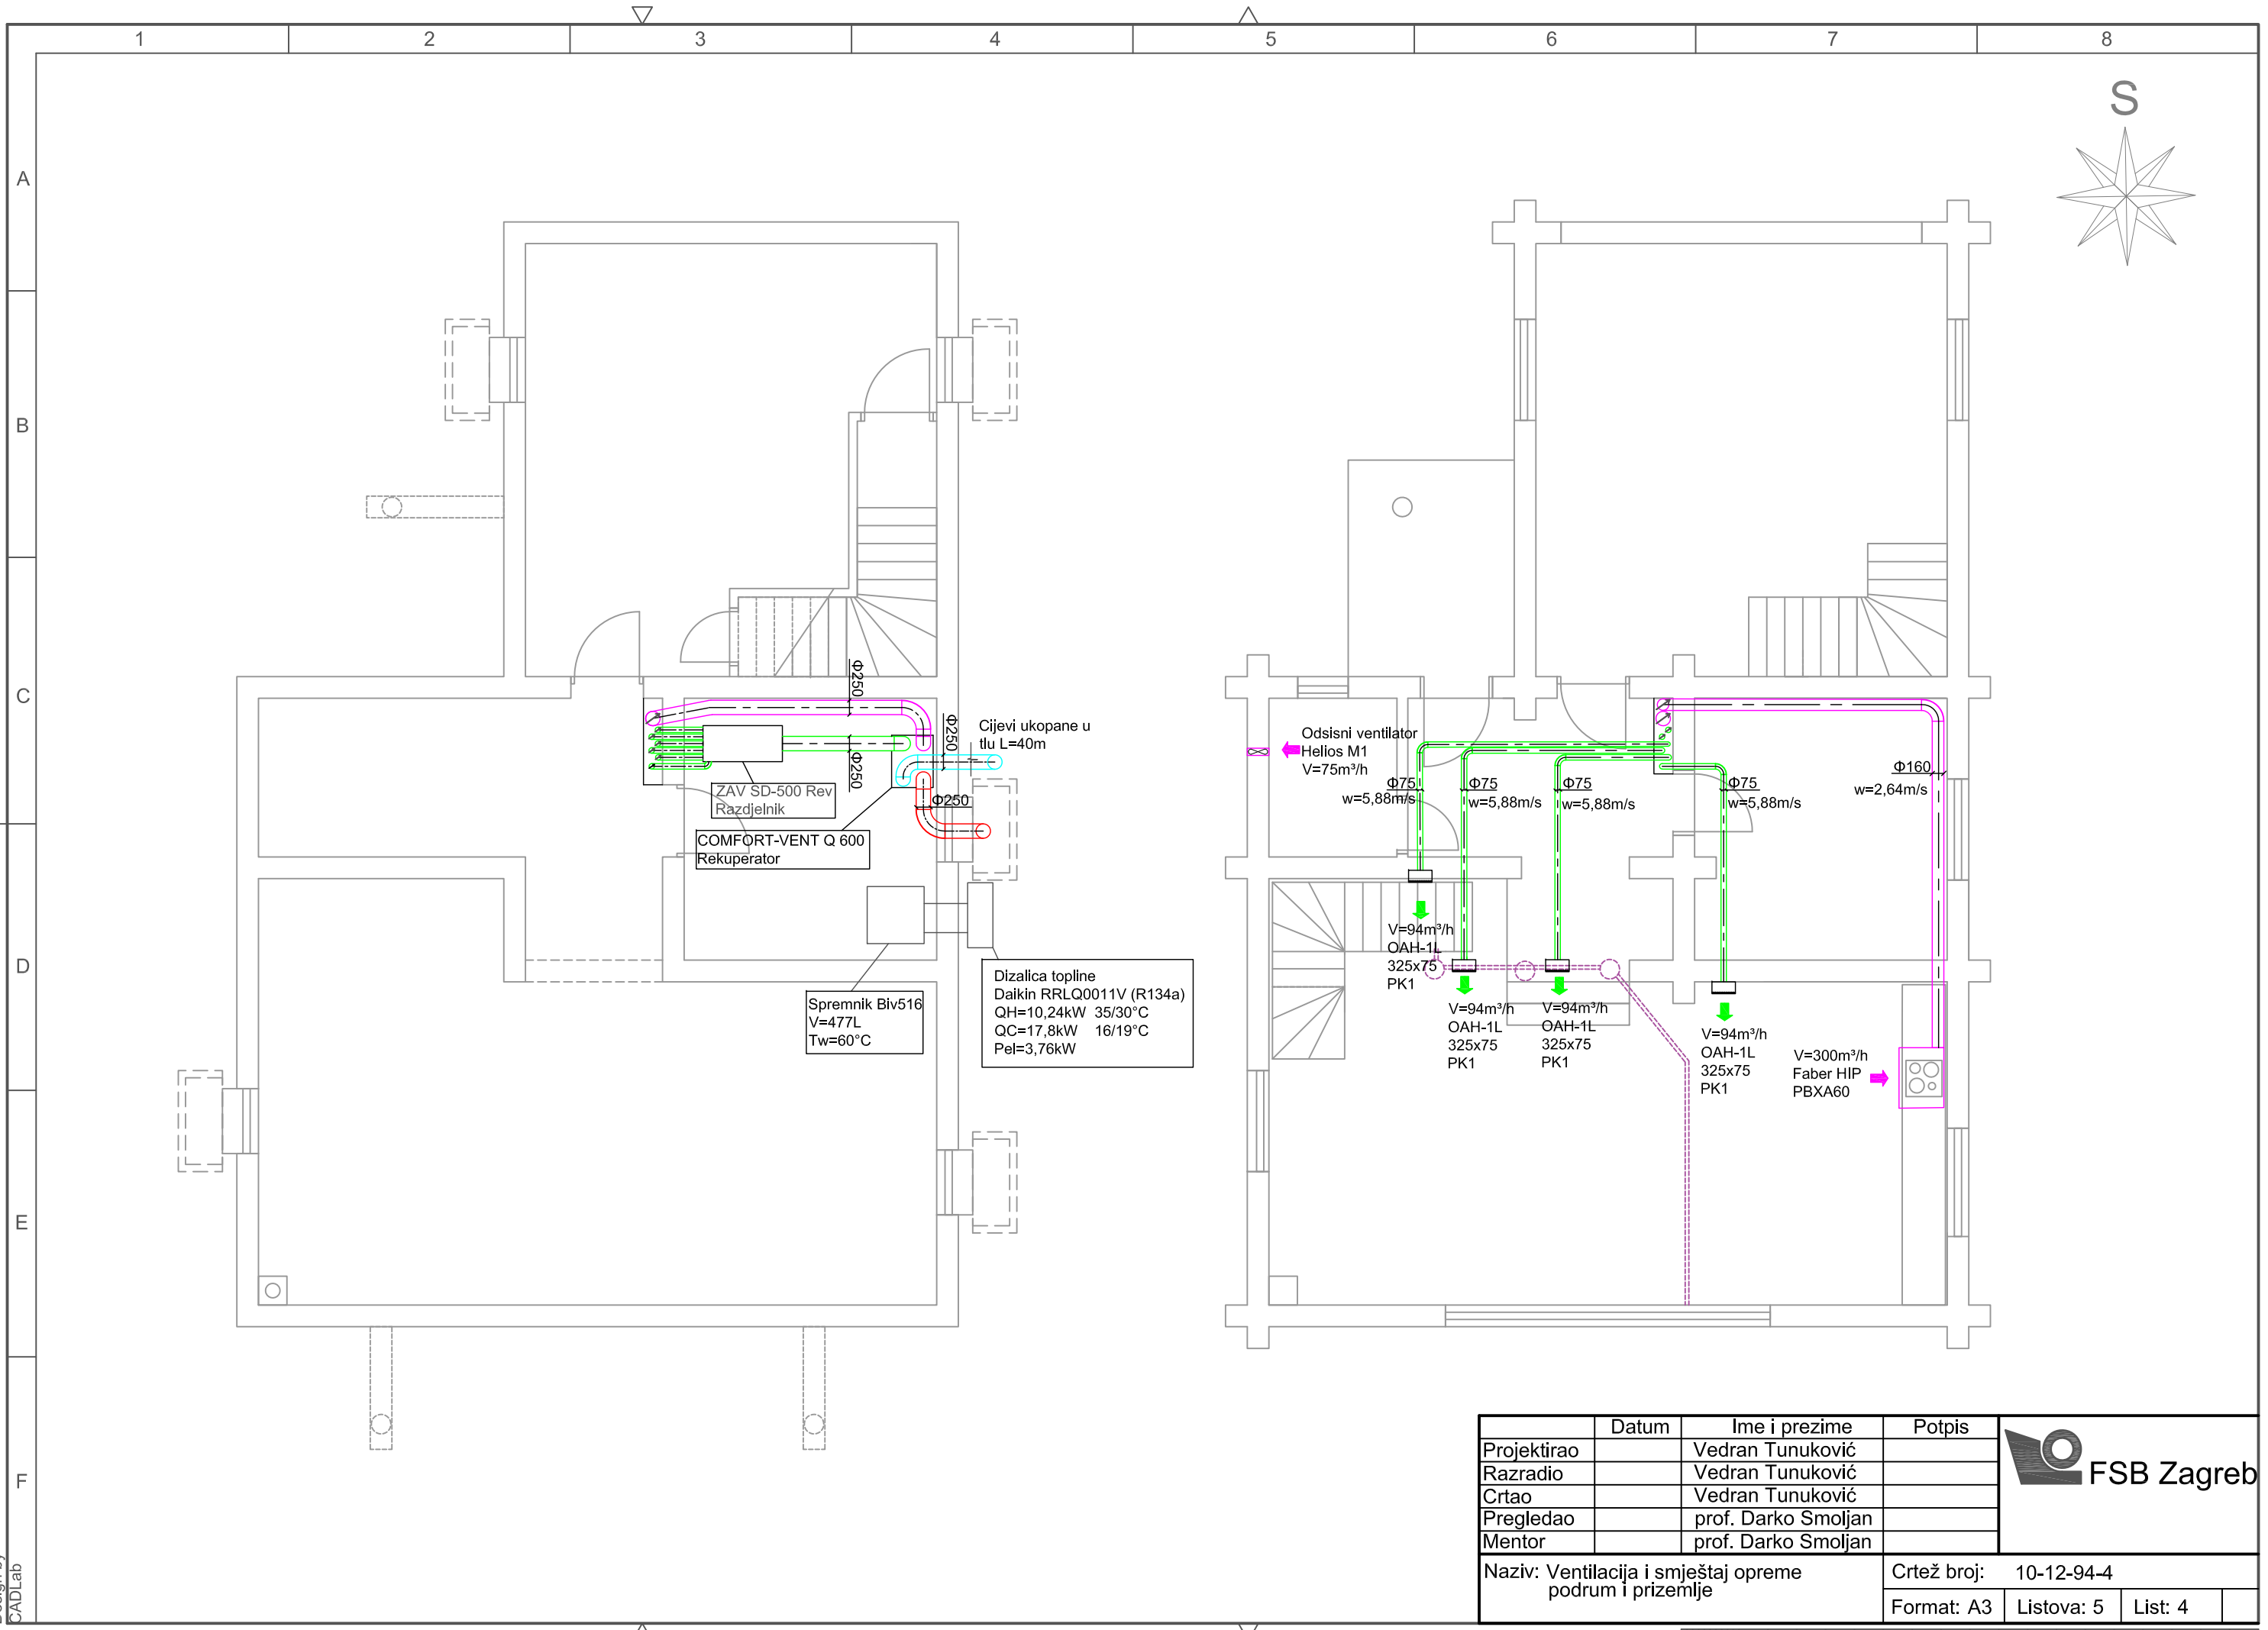 1 2 3 4 5 6 7 8
A
B
C
D
E
F
S
Φ250
Φ250
Φ250
Φ250
Cijevi ukopane u
tlu L=40m
ZAV SD-500 Rev
Razdjelnik
COMFORT-VENT Q 600
Rekuperator
Spremnik Biv516
V=477L
Tw=60°C
Dizalica topline
Daikin RRLQ0011V (R134a)
QH=10,24kW 35/30°C
QC=17,8kW 16/19°C
Pel=3,76kW
Odsisni ventilator
Helios M1
V=75m³/h
Φ75
w=5,88m/s
Φ75
w=5,88m/s
Φ75
w=5,88m/s
Φ75
w=5,88m/s
Φ160
w=2,64m/s
V=94m³/h
OAH-1L
325x75
PK1
V=94m³/h
OAH-1L
325x75
PK1
V=94m³/h
OAH-1L
325x75
PK1
V=94m³/h
OAH-1L
325x75
PK1
V=300m³/h
Faber HIP
PBXA60
Datum Ime i prezime Potpis
Projektirao Vedran Tunuković
Razradio Vedran Tunuković
Crtao Vedran Tunuković
Pregledao prof. Darko Smoljan
Mentor prof. Darko Smoljan
FSB Zagreb
Naziv: Ventilacija i smještaj opreme
podrum i prizemlje
Crtež broj: 10-12-94-4
Format: A3 Listova: 5 List: 4
CADLab